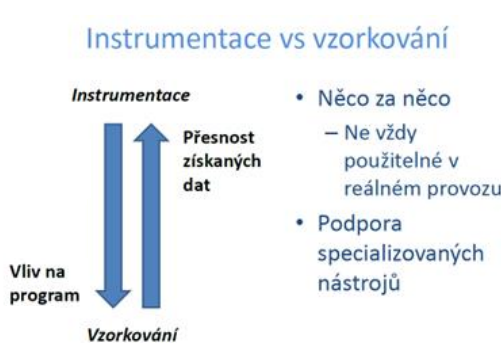 Instrumentace vs vzorkování
Instrumentace
Přesnost
získaných
dat
Vliv na
program
Vzorkování
• Něco za něco
– Ne vždy
použitelné v
reálném provozu
• Podpora
specializovaných
nástrojů